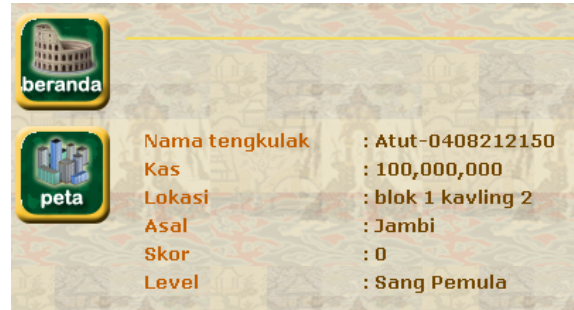 beranda
peta
Nama tengkulak : Atut-0408212150
Kas : 100,000,000
Lokasi : blok 1 kavling 2
Asal : Jambi
Skor : 0
Level : Sang Pemula